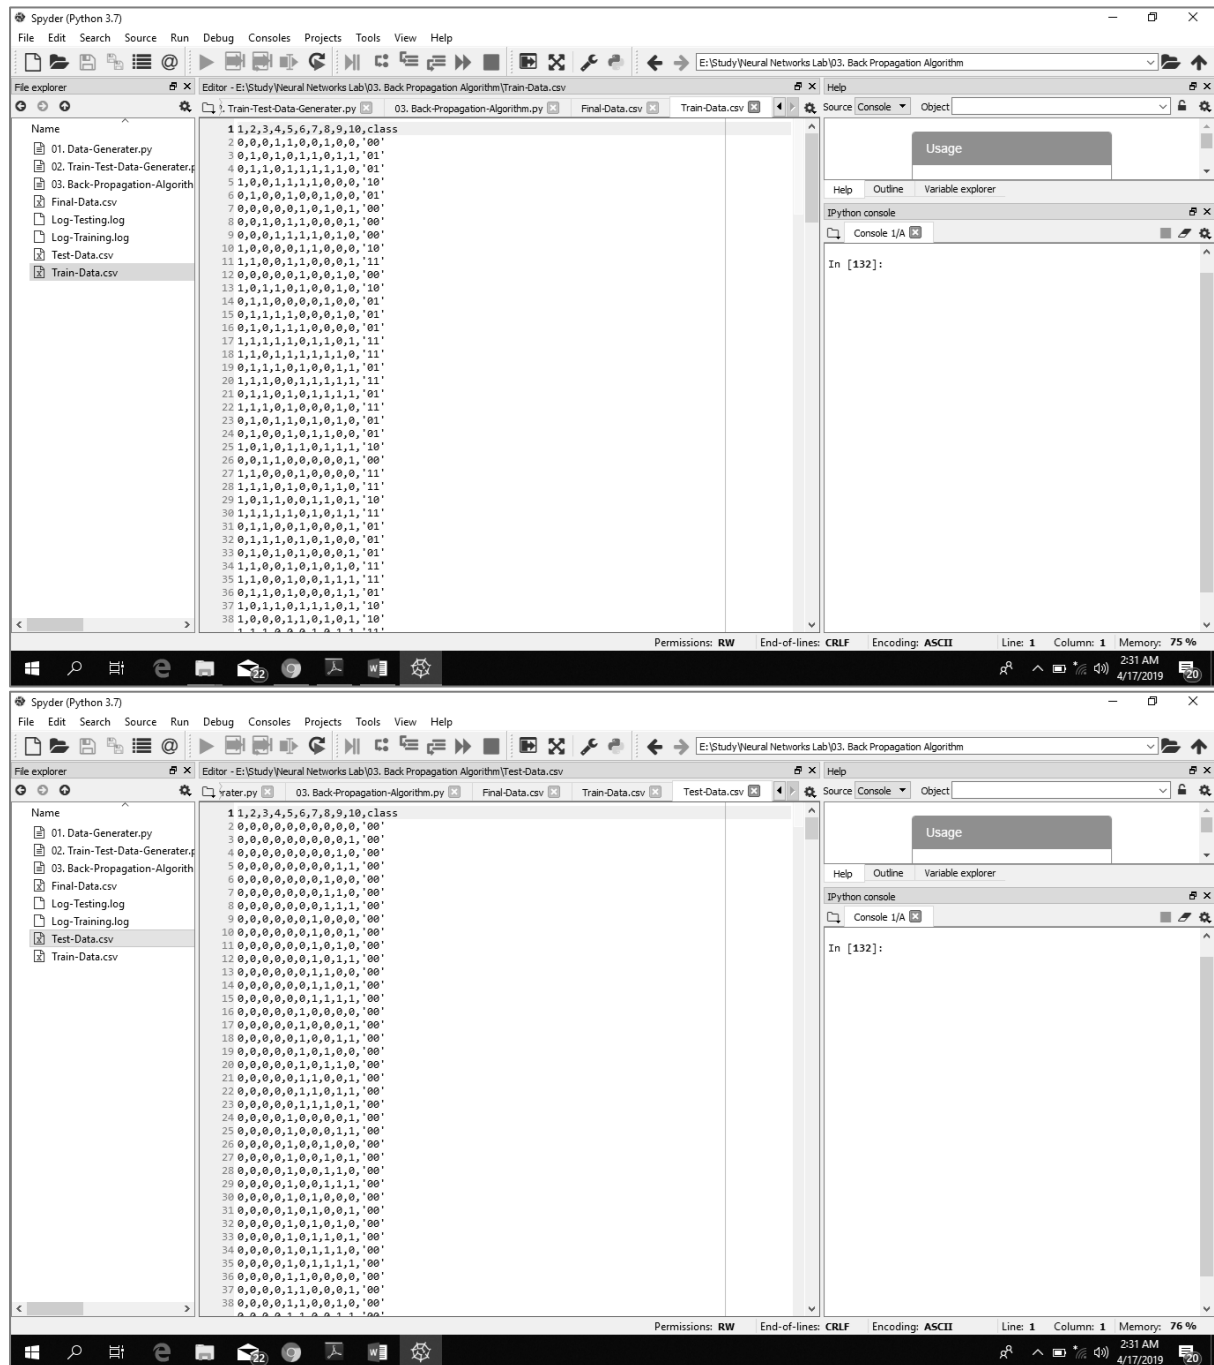 Spyder (Python 3.7)
File Edit Search Source Run Debug Consoles Projects Tools View Help
E:\Study\Neural Networks Lab\03. Back Propagation Algorithm
File explorer
Editor - E:\Study\Neural Networks Lab\03. Back Propagation Algorithm\Train-Data.csv
Help
2. Train-Test-Data-Generater.py 03. Back-Propagation-Algorithm.py Final-Data.csv Train-Data.csv
Source Console Object
Name
01. Data-Generater.py
02. Train-Test-Data-Generater.p
03. Back-Propagation-Algorith
Final-Data.csv
Log-Testing.log
Log-Training.log
Test-Data.csv
Train-Data.csv
1 1,2,3,4,5,6,7,8,9,10,class
2 0,0,0,1,1,0,0,1,0,0,'00'
3 0,1,0,1,0,1,1,0,1,1,'01'
4 0,1,1,0,1,1,1,1,1,0,'01'
5 1,0,0,1,1,1,1,0,0,0,'10'
6 0,1,0,0,1,0,0,1,0,0,'01'
7 0,0,0,0,0,1,0,1,0,1,'00'
8 0,0,1,0,1,1,0,0,0,1,'00'
9 0,0,0,1,1,1,1,0,1,0,'00'
10 1,0,0,0,0,1,1,0,0,0,'10'
11 1,1,0,0,1,1,0,0,0,1,'11'
12 0,0,0,0,0,1,0,0,1,0,'00'
13 1,0,1,1,0,1,0,0,1,0,'10'
14 0,1,1,0,0,0,0,1,0,0,'01'
15 0,1,1,1,1,0,0,0,1,0,'01'
16 0,1,0,1,1,1,0,0,0,0,'01'
17 1,1,1,1,1,0,1,1,0,1,'11'
18 1,1,0,1,1,1,1,1,1,0,'11'
19 0,1,1,1,0,1,0,0,1,1,'01'
20 1,1,1,0,0,1,1,1,1,1,'11'
21 0,1,1,0,1,0,1,1,1,1,'01'
22 1,1,1,0,1,0,0,0,1,0,'11'
23 0,1,0,1,1,0,1,0,1,0,'01'
24 0,1,0,0,1,0,1,1,0,0,'01'
25 1,0,1,0,1,1,0,1,1,1,'10'
26 0,0,1,1,0,0,0,0,0,1,'00'
27 1,1,0,0,0,1,0,0,0,0,'11'
28 1,1,1,0,1,0,0,1,1,0,'11'
29 1,0,1,1,0,0,1,1,0,1,'10'
30 1,1,1,1,1,0,1,0,1,1,'11'
31 0,1,1,0,0,1,0,0,0,1,'01'
32 0,1,1,1,0,1,0,1,0,0,'01'
33 0,1,0,1,0,1,0,0,0,1,'01'
34 1,1,0,0,1,0,1,0,1,0,'11'
35 1,1,0,0,1,0,0,1,1,1,'11'
36 0,1,1,0,1,0,0,0,1,1,'01'
37 1,0,1,1,0,1,1,1,0,1,'10'
38 1,0,0,0,1,1,0,1,0,1,'10'
Usage
Help Outline Variable explorer
IPython console
Console 1/A
In [132]:
Permissions: RW End-of-lines: CRLF Encoding: ASCII Line: 1 Column: 1 Memory: 75 %
22
2:31 AM
4/17/2019
20
Spyder (Python 3.7)
File Edit Search Source Run Debug Consoles Projects Tools View Help
E:\Study\Neural Networks Lab\03. Back Propagation Algorithm
File explorer
Editor - E:\Study\Neural Networks Lab\03. Back Propagation Algorithm\Test-Data.csv
Help
rater.py 03. Back-Propagation-Algorithm.py Final-Data.csv Train-Data.csv Test-Data.csv
Source Console Object
Name
01. Data-Generater.py
02. Train-Test-Data-Generater.p
03. Back-Propagation-Algorith
Final-Data.csv
Log-Testing.log
Log-Training.log
Test-Data.csv
Train-Data.csv
1 1,2,3,4,5,6,7,8,9,10,class
2 0,0,0,0,0,0,0,0,0,0,'00'
3 0,0,0,0,0,0,0,0,0,1,'00'
4 0,0,0,0,0,0,0,0,1,0,'00'
5 0,0,0,0,0,0,0,0,1,1,'00'
6 0,0,0,0,0,0,0,1,0,0,'00'
7 0,0,0,0,0,0,0,1,1,0,'00'
8 0,0,0,0,0,0,0,1,1,1,'00'
9 0,0,0,0,0,0,1,0,0,0,'00'
10 0,0,0,0,0,0,1,0,0,1,'00'
11 0,0,0,0,0,0,1,0,1,0,'00'
12 0,0,0,0,0,0,1,0,1,1,'00'
13 0,0,0,0,0,0,1,1,0,0,'00'
14 0,0,0,0,0,0,1,1,0,1,'00'
15 0,0,0,0,0,0,1,1,1,1,'00'
16 0,0,0,0,0,1,0,0,0,0,'00'
17 0,0,0,0,0,1,0,0,0,1,'00'
18 0,0,0,0,0,1,0,0,1,1,'00'
19 0,0,0,0,0,1,0,1,0,0,'00'
20 0,0,0,0,0,1,0,1,1,0,'00'
21 0,0,0,0,0,1,1,0,0,1,'00'
22 0,0,0,0,0,1,1,0,1,1,'00'
23 0,0,0,0,0,1,1,1,0,1,'00'
24 0,0,0,0,1,0,0,0,0,1,'00'
25 0,0,0,0,1,0,0,0,1,1,'00'
26 0,0,0,0,1,0,0,1,0,0,'00'
27 0,0,0,0,1,0,0,1,0,1,'00'
28 0,0,0,0,1,0,0,1,1,0,'00'
29 0,0,0,0,1,0,0,1,1,1,'00'
30 0,0,0,0,1,0,1,0,0,0,'00'
31 0,0,0,0,1,0,1,0,0,1,'00'
32 0,0,0,0,1,0,1,0,1,0,'00'
33 0,0,0,0,1,0,1,1,0,1,'00'
34 0,0,0,0,1,0,1,1,1,0,'00'
35 0,0,0,0,1,0,1,1,1,1,'00'
36 0,0,0,0,1,1,0,0,0,0,'00'
37 0,0,0,0,1,1,0,0,0,1,'00'
38 0,0,0,0,1,1,0,0,1,0,'00'
Usage
Help Outline Variable explorer
IPython console
Console 1/A
In [132]:
Permissions: RW End-of-lines: CRLF Encoding: ASCII Line: 1 Column: 1 Memory: 76 %
22
2:31 AM
4/17/2019
20